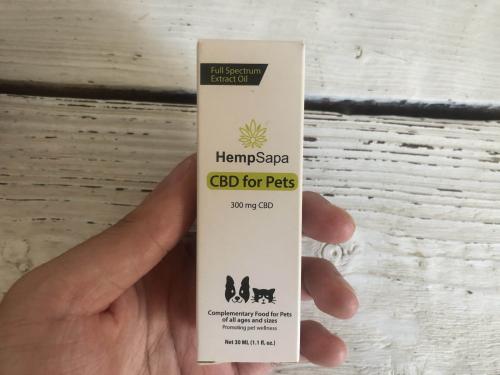 Full Spectrum
Extract Oil
HempSapa
CBD for Pets
300 mg CBD
Complementary Food for Pets
of all ages and sizes
Promoting pet wellness
Net 30 ML (1.1 fl. oz.)